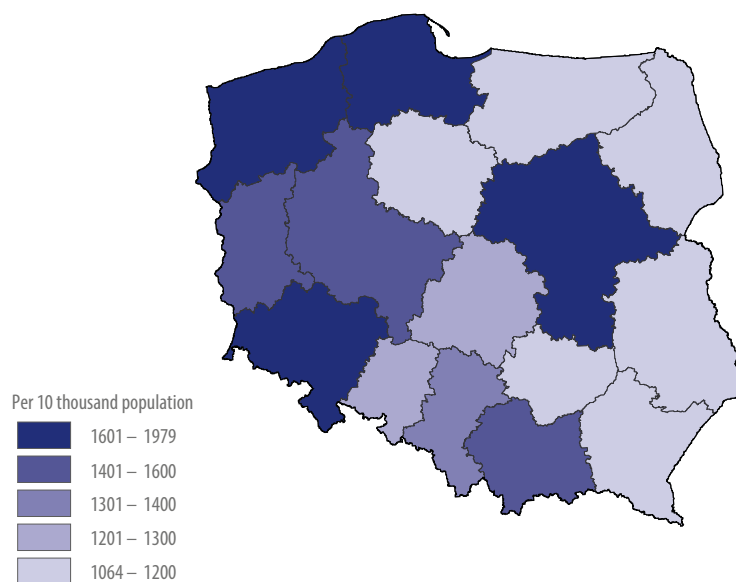 Per 10 thousand population
1601 – 1979
1401 – 1600
1301 – 1400
1201 – 1300
1064 – 1200